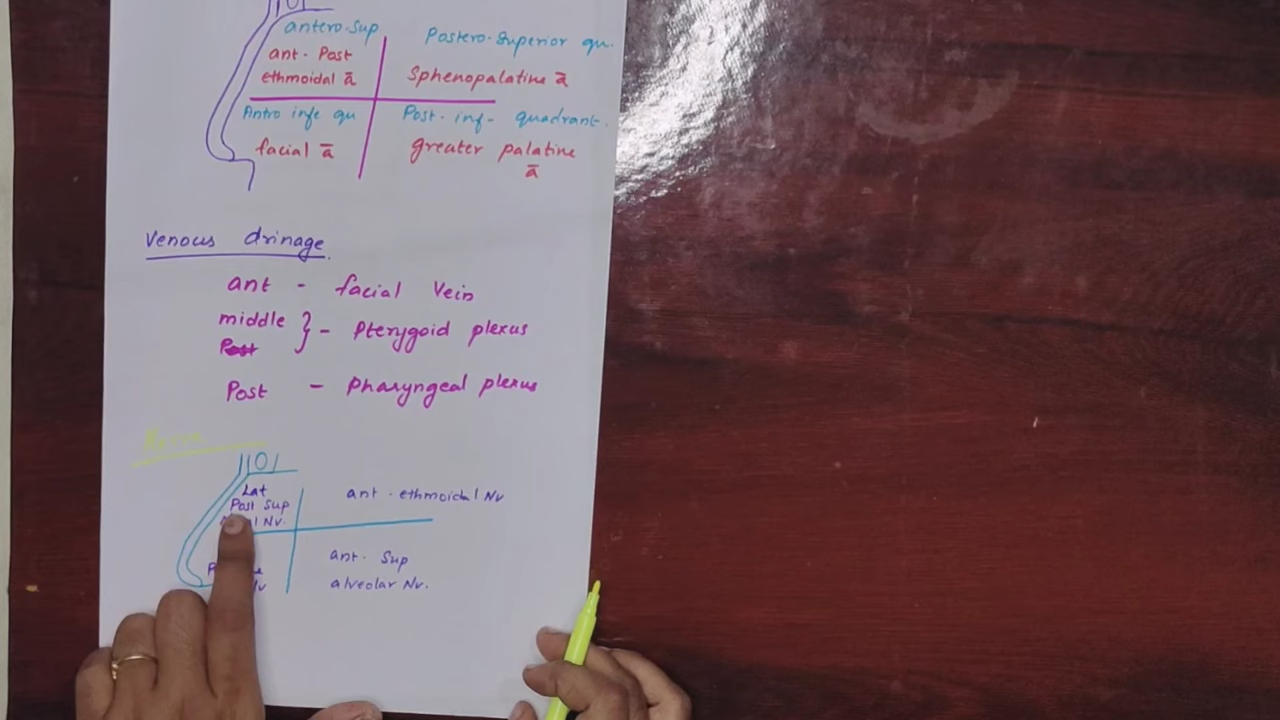 antero-sup
Postero-Superior qu.
ant - Post
ethmoidal a̅
Sphenopalatine a̅
Antro infe qu
Post - inf - quadrant.
facial a̅
greater palatine
a̅
Venous drinage
ant - facial Vein
middle } - Pterygoid plexus
Post
Post - Pharyngeal plexus
Lat
Post Sup
Nv.
ant - ethmoidal Nv
ant - Sup
alveolar Nv.